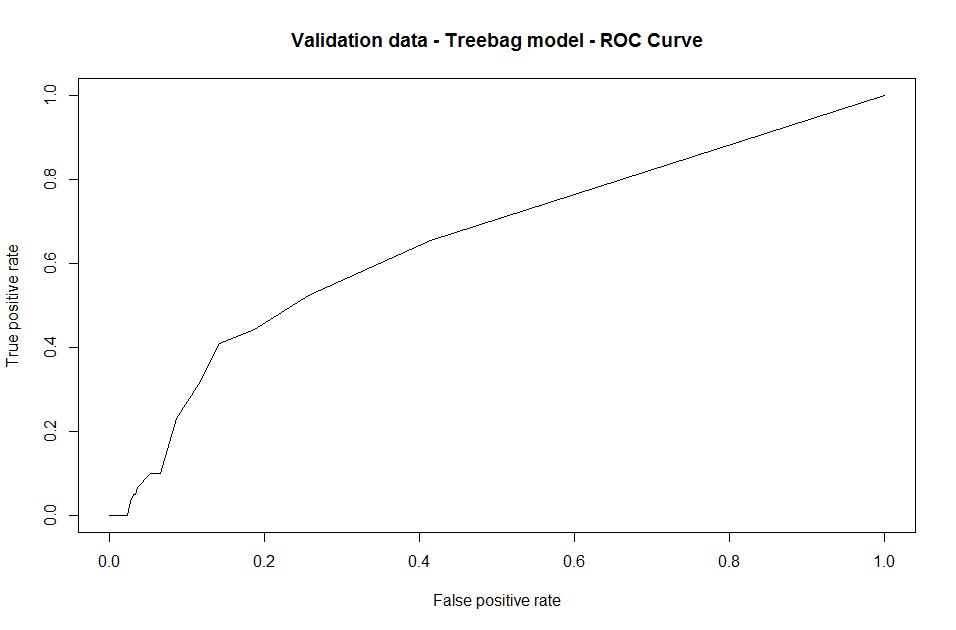 Validation data - Treebag model - ROC Curve
True positive rate
1.0
0.8
0.6
0.4
0.2
0.0
0.0 0.2 0.4 0.6 0.8 1.0
False positive rate